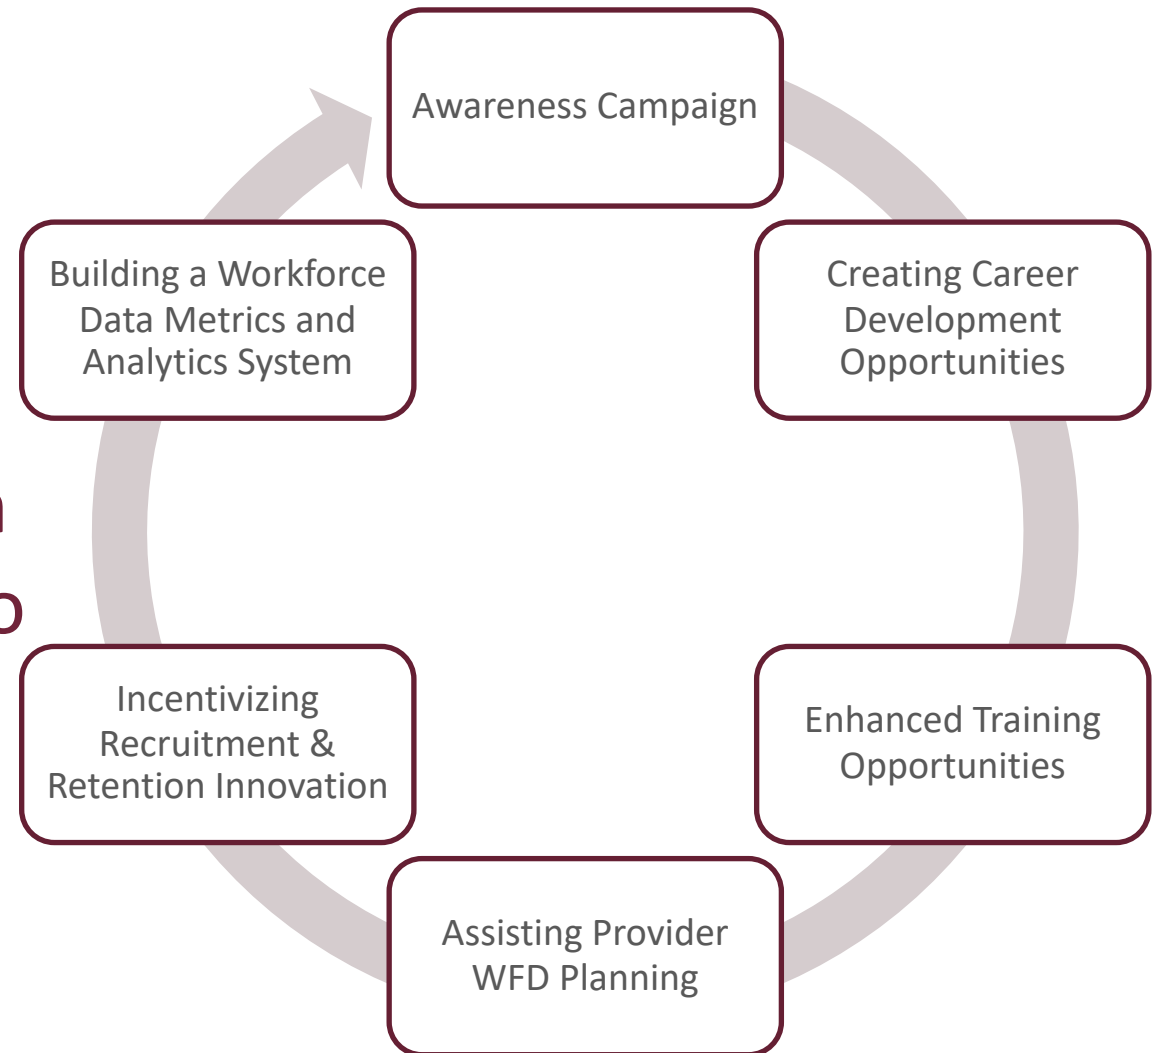 Awareness Campaign
Creating Career
Development
Opportunities
Enhanced Training
Opportunities
Assisting Provider
WFD Planning
Incentivizing
Recruitment &
Retention Innovation
Building a Workforce
Data Metrics and
Analytics System